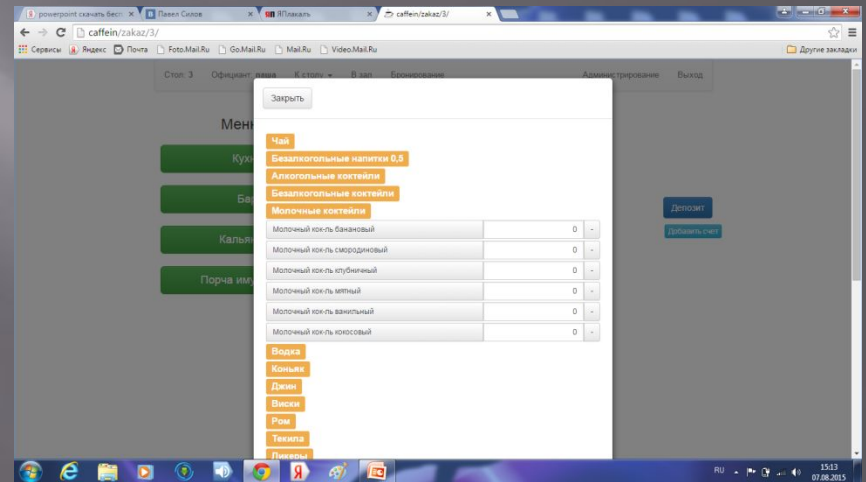 powerpoint скачать бесп
Павел Силов
ЯПлакалъ
caffein/zakaz/3/
caffein/zakaz/3/
Сервисы
Яндекс
Почта
Foto.Mail.Ru
Go.Mail.Ru
Mail.Ru
Video.Mail.Ru
Другие закладки
Стол: 3
Официант: паша
К столу
В зал
Бронирование
Администрирование
Выход
Закрыть
Мен
Кух
Ба
Калья
Порча им
Депозит
Добавить счет
Чай
Безалкогольные напитки 0,5
Алкогольные коктейли
Безалкогольные коктейли
Молочные коктейли
Молочный кок-ль банановый 0 -
Молочный кок-ль смородиновый 0 -
Молочный кок-ль клубничный 0 -
Молочный кок-ль мятный 0 -
Молочный кок-ль ванильный 0 -
Молочный кок-ль кокосовый 0 -
Водка
Коньяк
Джин
Виски
Ром
Текила
Ликеры
RU
15:13
07.08.2015